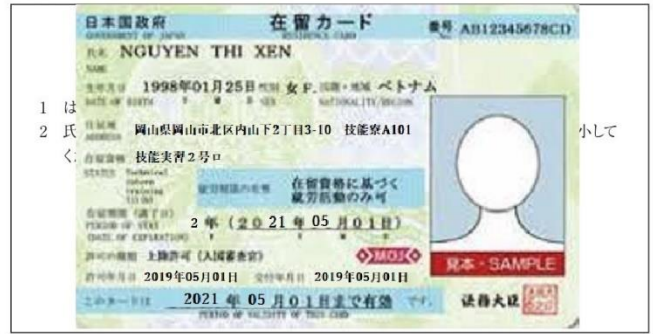 日本国政府 在留カード 番号 AB12345678CD
GOVERNMENT OF JAPAN RESIDENCE CARD No.
氏名 NGUYEN THI XEN
NAME
生年月日 1998年01月25日 性別 女 F. 国籍・地域 ベトナム
DATE OF BIRTH Y M D SEX NATIONALITY/REGION
1 は
2 氏
小して
く
住居地 岡山県岡山市北区内山下2丁目3-10 技能寮A101
ADDRESS
在留資格 技能実習2号ロ
STATUS Technical
Intern
Training
就労制限の有無 在留資格に基づく
就労活動のみ可
在留期間(満了日) 2年(2021年05月01日)
PERIOD OF STAY
(DATE OF EXPIRATION) Y M D
許可の種類 上陸許可(入国審査官) MOJ
許可年月日 2019年05月01日 交付年月日 2019年05月01日
見本・SAMPLE
このカードは 2021年05月01日まで有効 です。
PERIOD OF VALIDITY OF THIS CARD
法務大臣